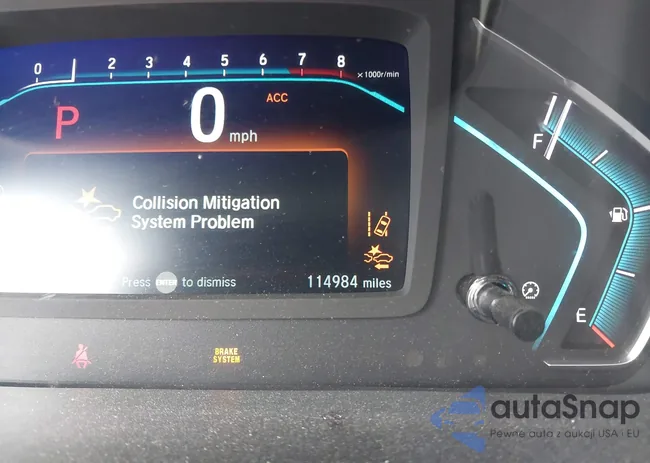 0 2 3 4 5 6 7 8
×1000r/min
ACC
P 0 mph
F
Collision Mitigation
System Problem
Press ENTER to dismiss
114984 miles
E
BRAKE
SYSTEM
autaSnap
Pewne auta z aukcji USA i EU